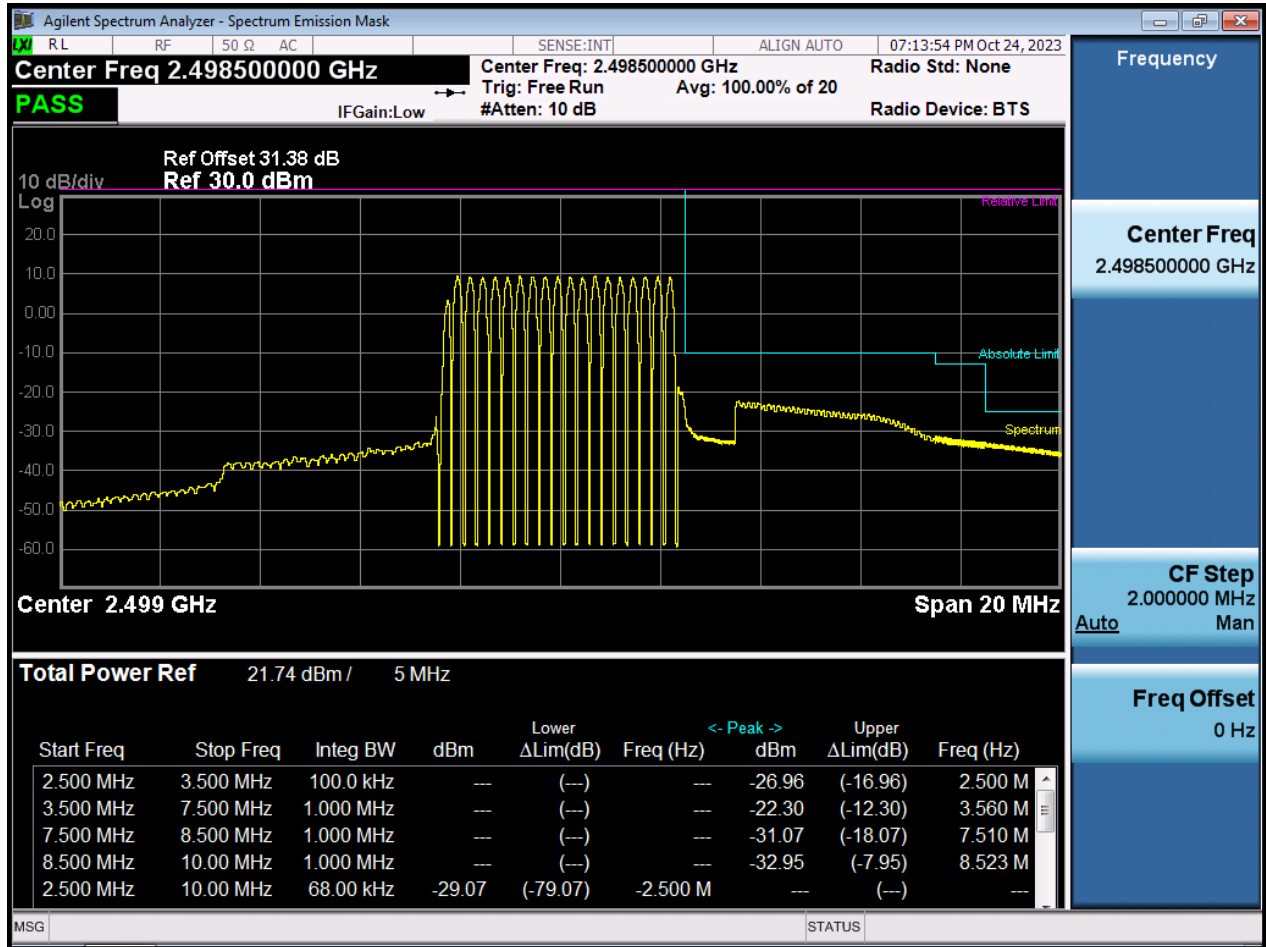 Agilent Spectrum Analyzer - Spectrum Emission Mask
LXI RL RF 50 Ω AC SENSE:INT ALIGN AUTO 07:13:54 PM Oct 24, 2023
Center Freq 2.498500000 GHz
Center Freq: 2.498500000 GHz Radio Std: None
Trig: Free Run Avg: 100.00% of 20
PASS
IFGain:Low #Atten: 10 dB Radio Device: BTS
Ref Offset 31.38 dB
10 dB/div Ref 30.0 dBm
Log
Relative Limit
20.0
10.0
0.00
-10.0
Absolute Limit
-20.0
-30.0
Spectrum
-40.0
-50.0
-60.0
Center 2.499 GHz Span 20 MHz
Total Power Ref 21.74 dBm / 5 MHz
Lower <- Peak -> Upper
Start Freq Stop Freq Integ BW dBm ΔLim(dB) Freq (Hz) dBm ΔLim(dB) Freq (Hz)
2.500 MHz 3.500 MHz 100.0 kHz --- (---) --- -26.96 (-16.96) 2.500 M
3.500 MHz 7.500 MHz 1.000 MHz --- (---) --- -22.30 (-12.30) 3.560 M
7.500 MHz 8.500 MHz 1.000 MHz --- (---) --- -31.07 (-18.07) 7.510 M
8.500 MHz 10.00 MHz 1.000 MHz --- (---) --- -32.95 (-7.95) 8.523 M
2.500 MHz 10.00 MHz 68.00 kHz -29.07 (-79.07) -2.500 M --- (---) ---
MSG STATUS
Frequency
Center Freq
2.498500000 GHz
CF Step
2.000000 MHz
Auto Man
Freq Offset
0 Hz